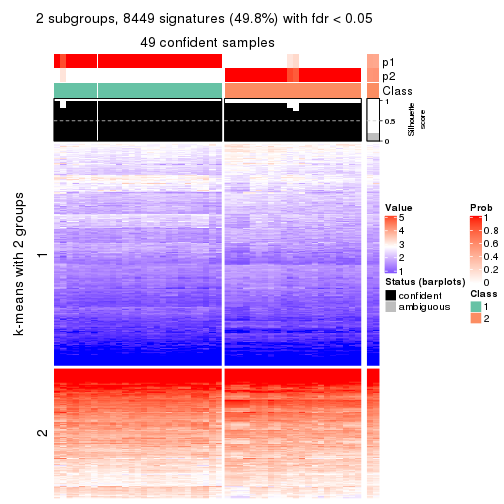 2 subgroups, 8449 signatures (49.8%) with fdr < 0.05
49 confident samples
p1
p2
Class
1
0.5
0
Silhouette
score
k-means with 2 groups
1
2
Value
5
4
3
2
1
Status (barplots)
confident
ambiguous
Prob
1
0.8
0.6
0.4
0.2
0
Class
1
2